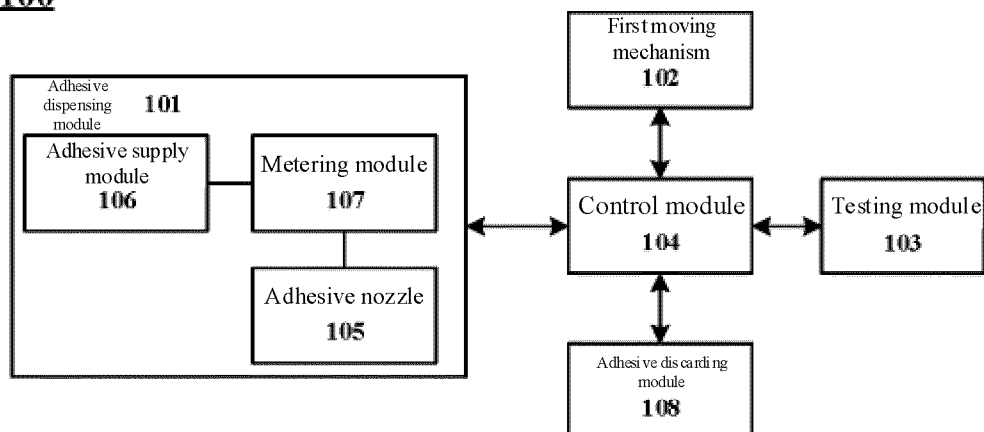 100
First moving
mechanism
102
Adhesive
dispensing
module
101
Adhesive supply
module
106
Metering module
107
Adhesive nozzle
105
Control module
104
Testing module
103
Adhesive discarding
module
108